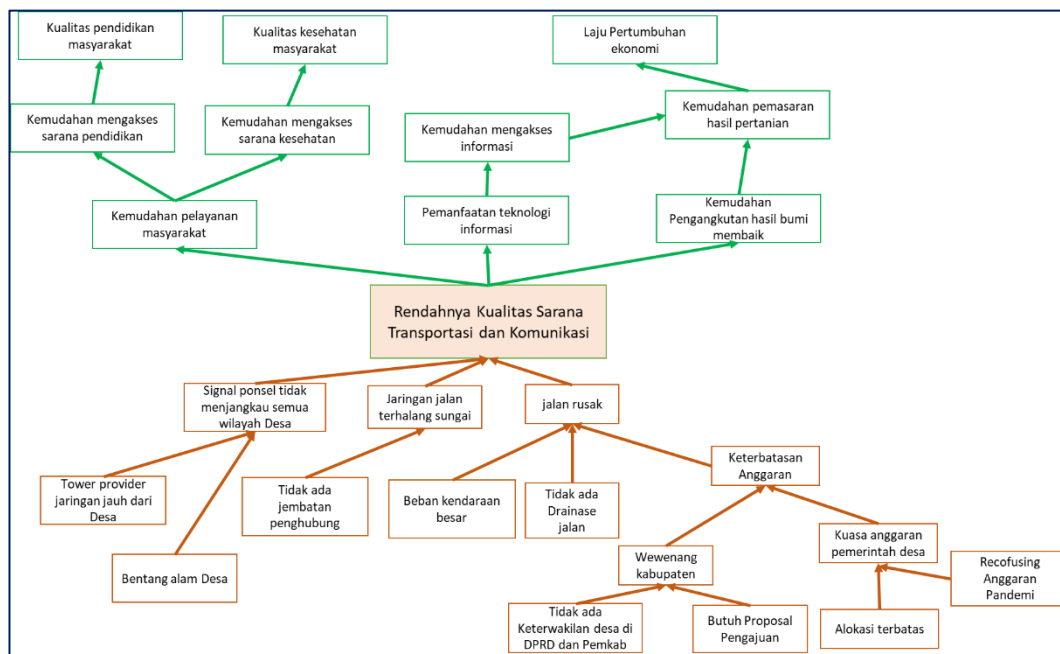 Kualitas pendidikan
masyarakat
Kualitas kesehatan
masyarakat
Laju Pertumbuhan
ekonomi
Kemudahan mengakses
sarana pendidikan
Kemudahan mengakses
sarana kesehatan
Kemudahan mengakses
informasi
Kemudahan pemasaran
hasil pertanian
Kemudahan pelayanan
masyarakat
Pemanfaatan teknologi
informasi
Kemudahan
Pengangkutan hasil bumi
membaik
Rendahnya Kualitas Sarana
Transportasi dan Komunikasi
Signal ponsel tidak
menjangkau semua
wilayah Desa
Jaringan jalan
terhalang sungai
jalan rusak
Keterbatasan
Anggaran
Tower provider
jaringan jauh dari
Desa
Tidak ada
jembatan
penghubung
Beban kendaraan
besar
Tidak ada
Drainase
jalan
Kuasa anggaran
pemerintah desa
Bentang alam Desa
Wewenang
kabupaten
Recofusing
Anggaran
Pandemi
Tidak ada
Keterwakilan desa di
DPRD dan Pemkab
Butuh Proposal
Pengajuan
Alokasi terbatas